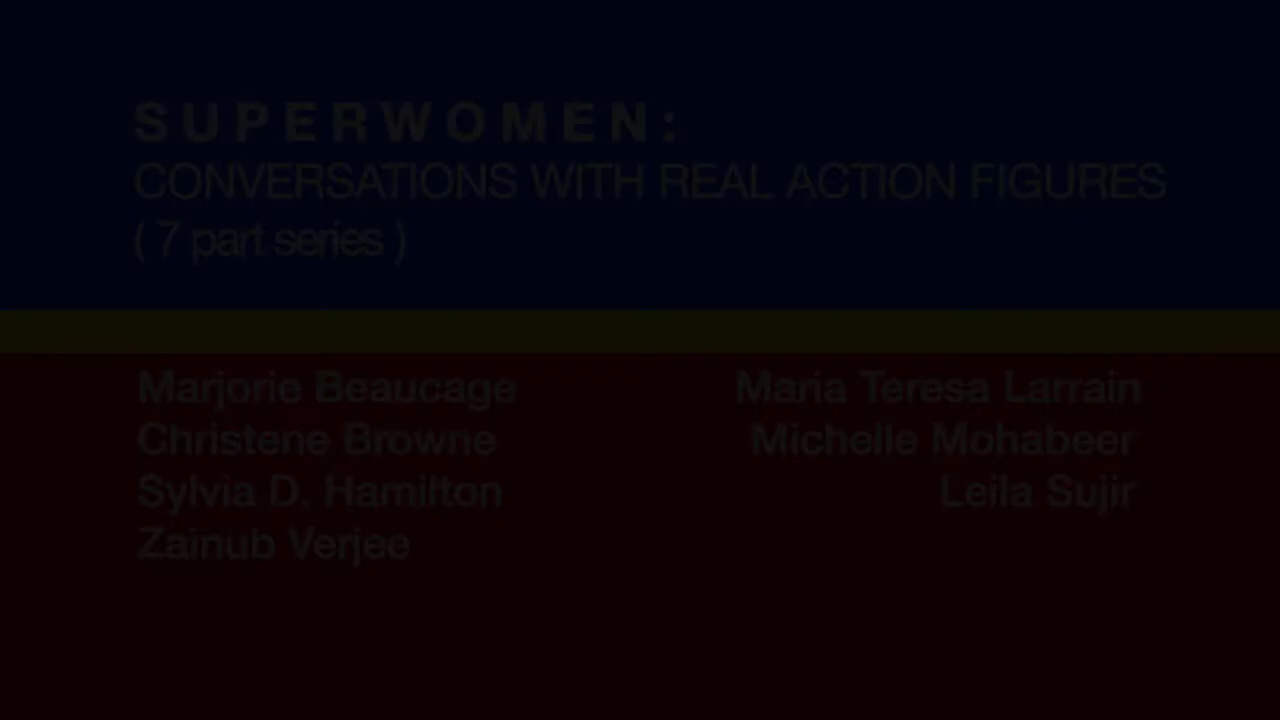 SUPERWOMEN:
CONVERSATIONS WITH REAL ACTION FIGURES
( 7 part series )
Marjorie Beaucage
Christene Browne
Sylvia D. Hamilton
Zainub Verjee
Maria Teresa Larrain
Michelle Mohabeer
Leila Sujir